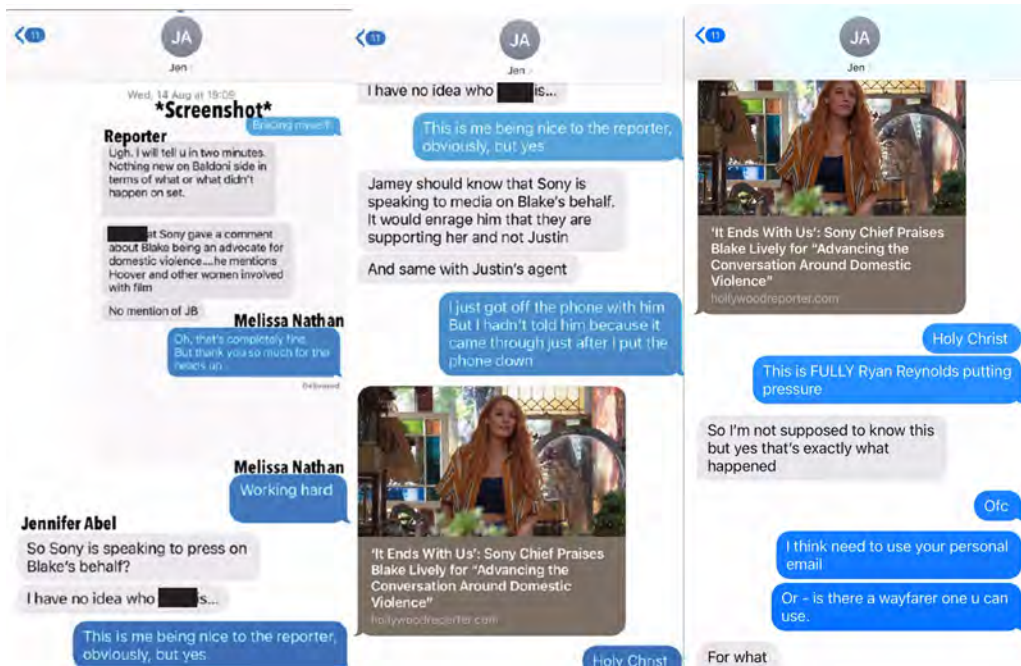 11
JA
Jen
Wed, 14 Aug at 19:09
*Screenshot*
Reporter
Ugh. I will tell u in two minutes.
Nothing new on Baldoni side in
terms of what or what didn't
happen on set.
at Sony gave a comment
about Blake being an advocate for
domestic violence....he mentions
Hoover and other women involved
with film
No mention of JB
Melissa Nathan
Oh, that's completely fine.
But thank you so much for the
heads up
Delivered
Melissa Nathan
Working hard
Jennifer Abel
So Sony is speaking to press on
Blake's behalf?
I have no idea who is...
This is me being nice to the reporter,
obviously, but yes
11
JA
Jen
I have no idea who is...
This is me being nice to the reporter,
obviously, but yes
Jamey should know that Sony is
speaking to media on Blake's behalf.
It would enrage him that they are
supporting her and not Justin
And same with Justin's agent
I just got off the phone with him
But I hadn't told him because it
came through just after I put the
phone down
'It Ends With Us': Sony Chief Praises
Blake Lively for "Advancing the
Conversation Around Domestic
Violence"
hollywoodreporter.com
Holy Christ
11
JA
Jen
'It Ends With Us': Sony Chief Praises
Blake Lively for "Advancing the
Conversation Around Domestic
Violence"
hollywoodreporter.com
Holy Christ
This is FULLY Ryan Reynolds putting
pressure
So I'm not supposed to know this
but yes that's exactly what
happened
Ofc
I think need to use your personal
email
Or - is there a wayfarer one u can
use.
For what